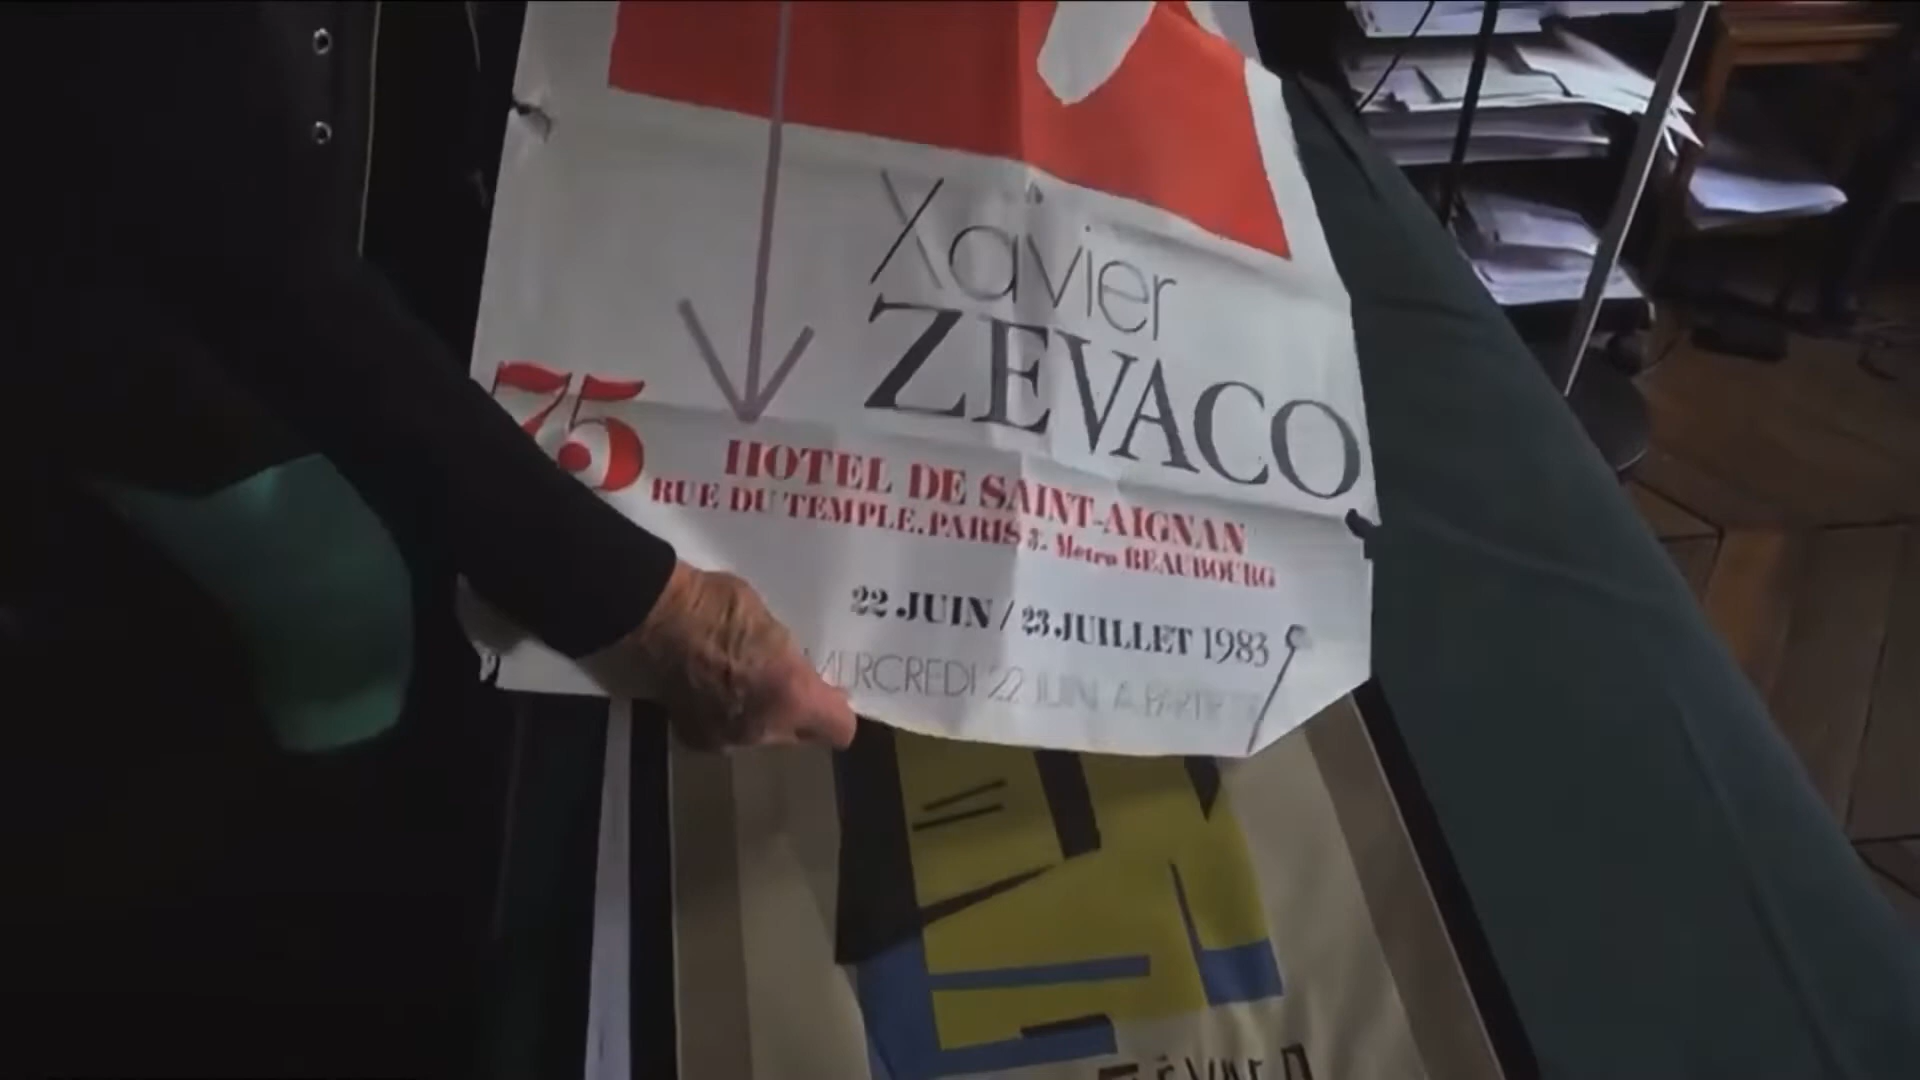 Xavier
ZEVACO
75 HOTEL DE SAINT-AIGNAN
RUE DU TEMPLE. PARIS 3. Metro BEAUBOURG
22 JUIN / 23 JUILLET 1983
MERCREDI 22 JUIN A PARTIR